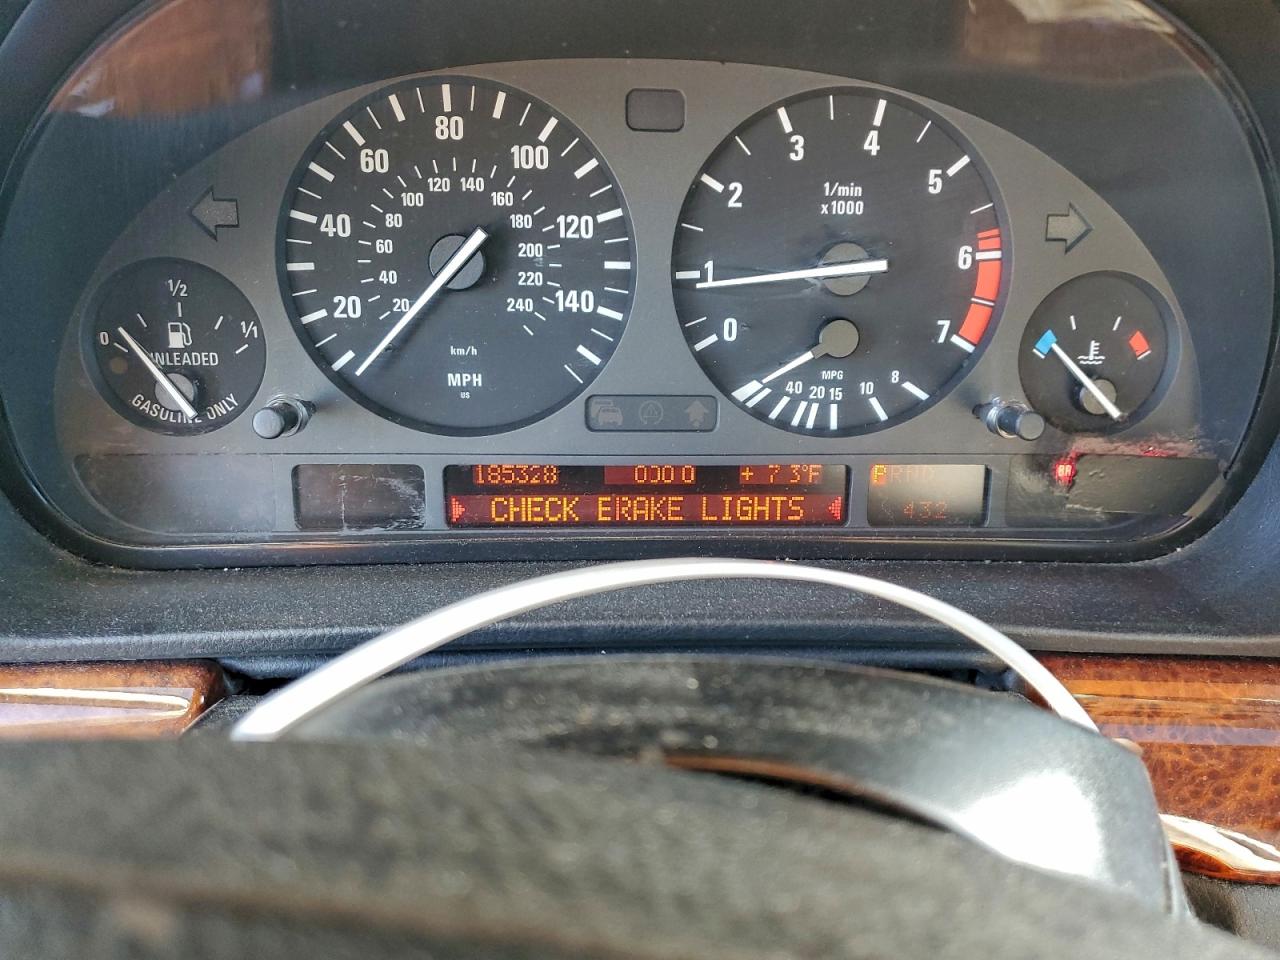 0 1/2 1/1
UNLEADED
GASOLINE ONLY
20 40 60 80 100 120 140
20 40 60 80 100 120 140 160 180 200 220 240
km/h
MPH
US
0 1 2 3 4 5 6 7
1/min
x1000
MPG
40 20 15 10 8
185328 000 0 + 73°F
CHECK ERAKE LIGHTS
PRND
432